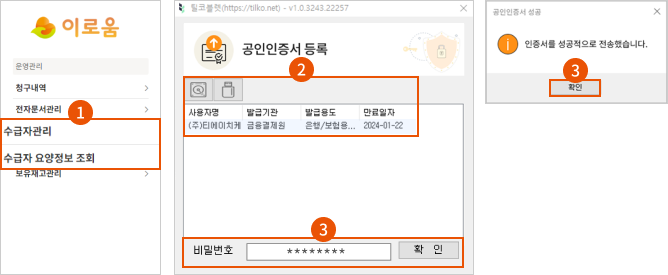 이로움
운영관리
청구내역
전자문서관리
1
수급자관리
수급자 요양정보 조회
보유재고관리
틸코블렛(https://tilko.net) - v1.0.3243.22257
공인인증서 등록
2
사용자명 발급기관 발급용도 만료일자
(주)티에이치케 금융결제원 은행/보험용... 2024-01-22
3
비밀번호 ******** 확 인
공인인증서 성공
인증서를 성공적으로 전송했습니다.
3
확인